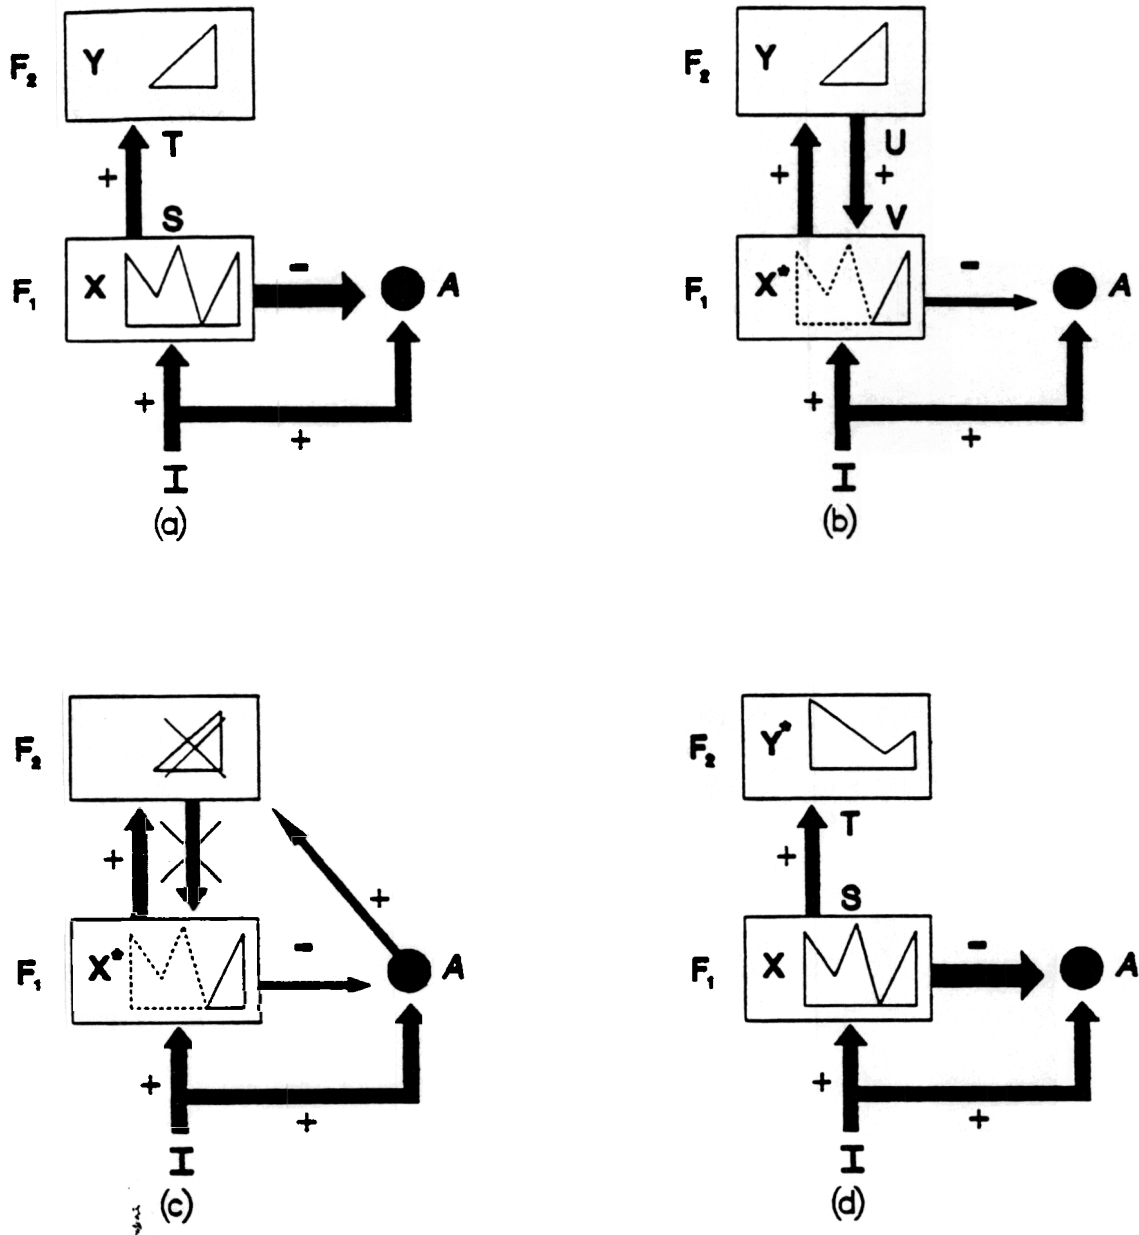 F₂ Y
T
+
S
F₁ X - A
+
+
I
(a)
F₂ Y
U
+ +
V
F₁ X* - A
+
+
I
(b)
F₂
+ +
F₁ X* - A
+
+
I
(c)
F₂ Y*
T
+
S
F₁ X - A
+
+
I
(d)